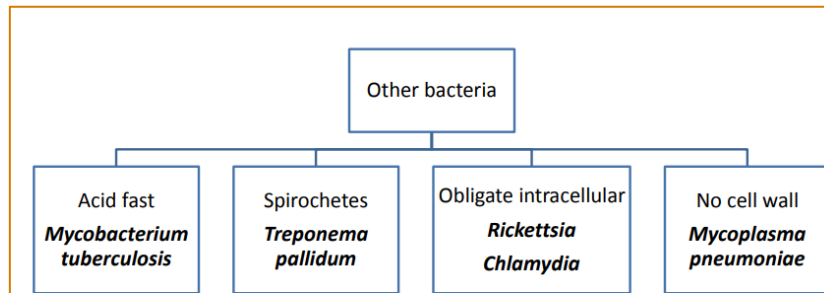 Other bacteria
Acid fast
Mycobacterium
tuberculosis
Spirochetes
Treponema
pallidum
Obligate intracellular
Rickettsia
Chlamydia
No cell wall
Mycoplasma
pneumoniae